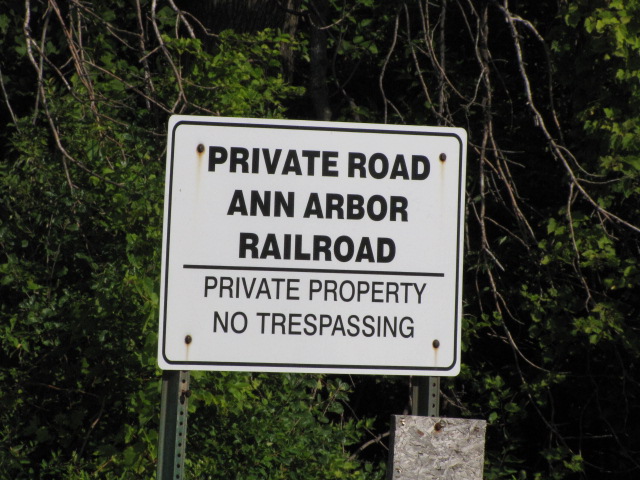 PRIVATE ROAD
ANN ARBOR
RAILROAD
PRIVATE PROPERTY
NO TRESPASSING